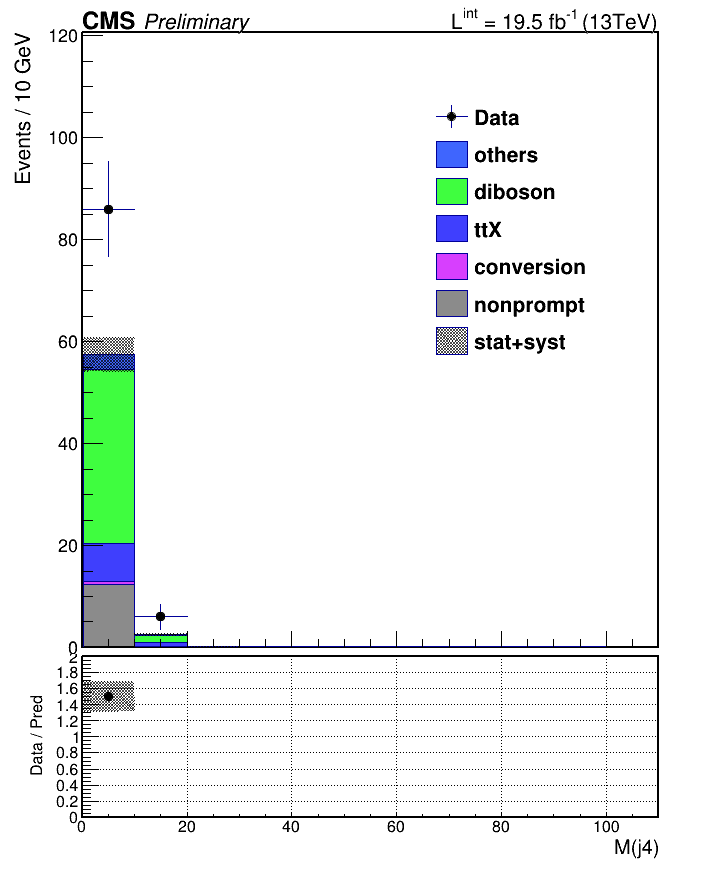 CMS Preliminary L^int = 19.5 fb^-1 (13TeV)
Events / 10 GeV
120
100
80
60
40
20
0
Data
others
diboson
ttX
conversion
nonprompt
stat+syst
Data / Pred
2
1.8
1.6
1.4
1.2
1
0.8
0.6
0.4
0.2
0
0 20 40 60 80 100
M(j4)